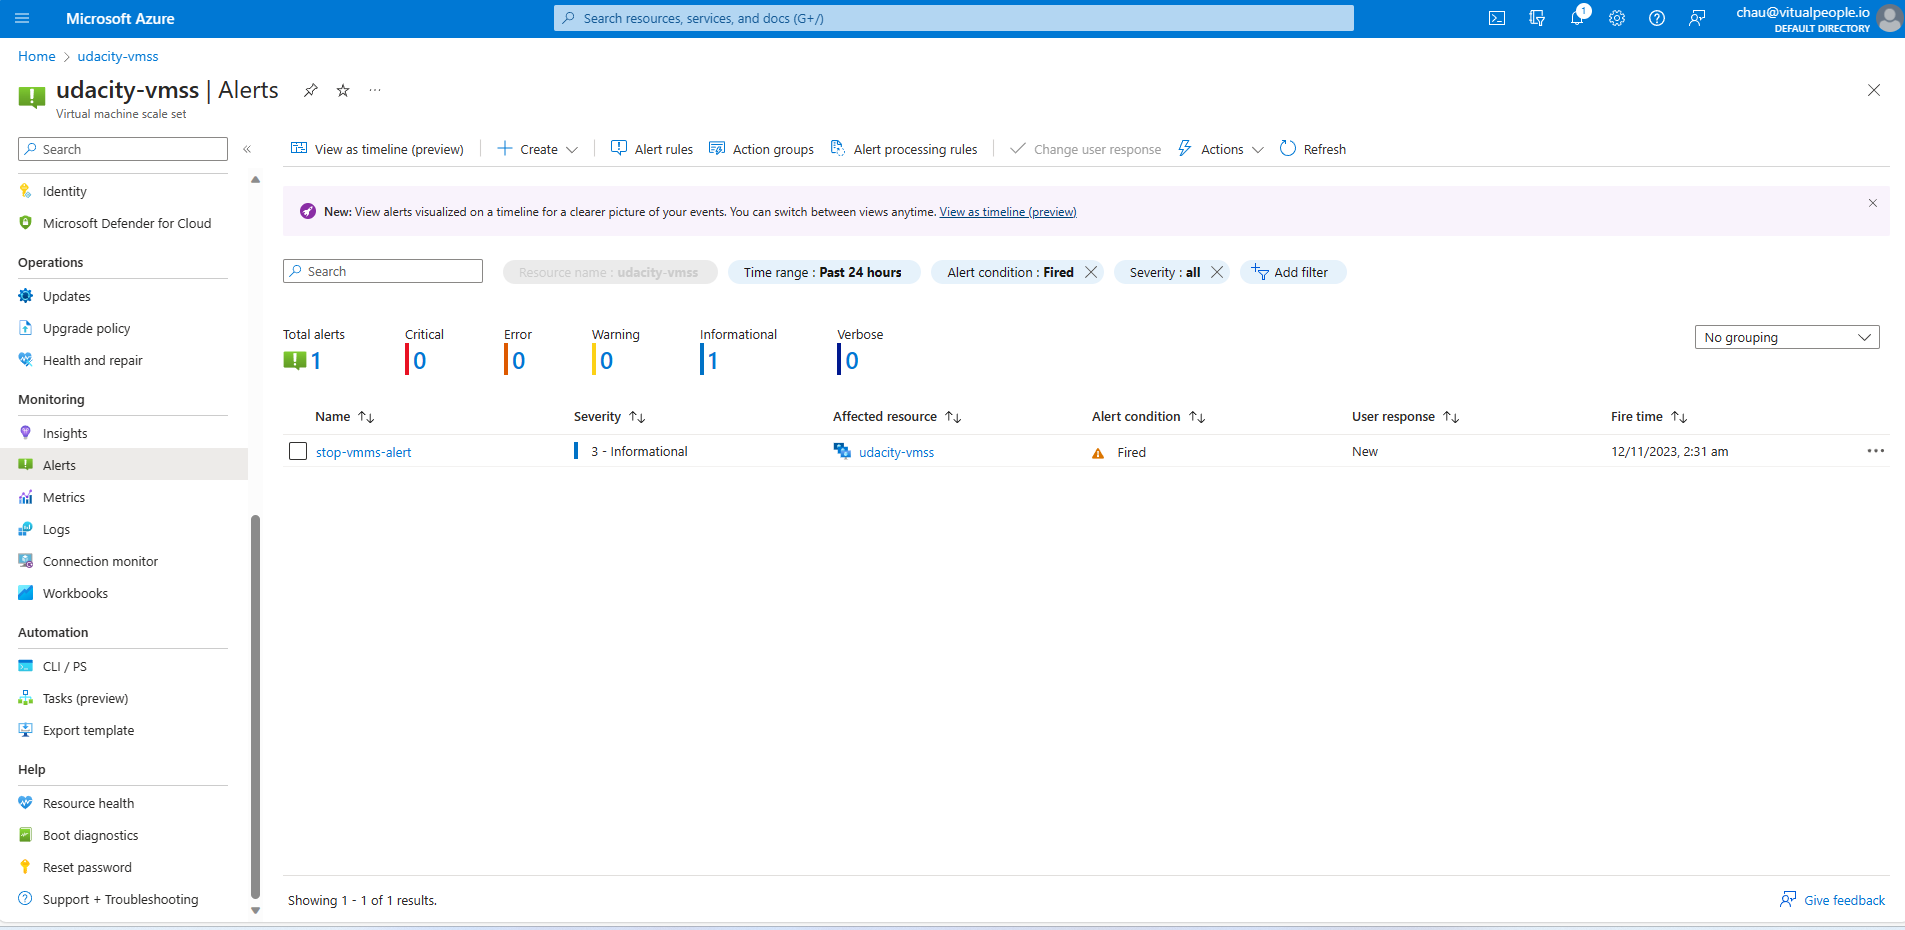 Microsoft Azure
Search resources, services, and docs (G+/)
1
chau@vitualpeople.io
DEFAULT DIRECTORY
Home > udacity-vmss
udacity-vmss | Alerts
Virtual machine scale set
Search
Identity
Microsoft Defender for Cloud
Operations
Updates
Upgrade policy
Health and repair
Monitoring
Insights
Alerts
Metrics
Logs
Connection monitor
Workbooks
Automation
CLI / PS
Tasks (preview)
Export template
Help
Resource health
Boot diagnostics
Reset password
Support + Troubleshooting
View as timeline (preview)
Create
Alert rules
Action groups
Alert processing rules
Change user response
Actions
Refresh
New: View alerts visualized on a timeline for a clearer picture of your events. You can switch between views anytime. View as timeline (preview)
Search
Resource name : udacity-vmss
Time range : Past 24 hours
Alert condition : Fired
Severity : all
Add filter
Total alerts
1
Critical
0
Error
0
Warning
0
Informational
1
Verbose
0
No grouping
Name Severity Affected resource Alert condition User response Fire time
stop-vmms-alert 3 - Informational udacity-vmss Fired New 12/11/2023, 2:31 am
Showing 1 - 1 of 1 results.
Give feedback